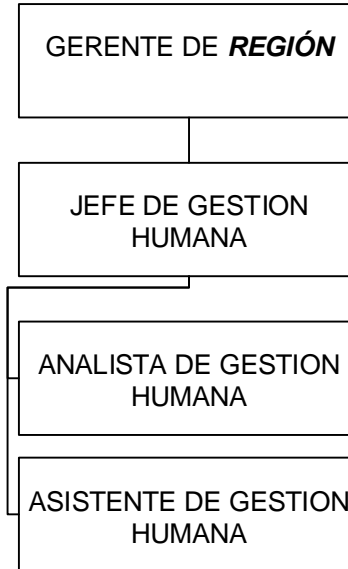 GERENTE DE REGIÓN
JEFE DE GESTION
HUMANA
ANALISTA DE GESTION
HUMANA
ASISTENTE DE GESTION
HUMANA